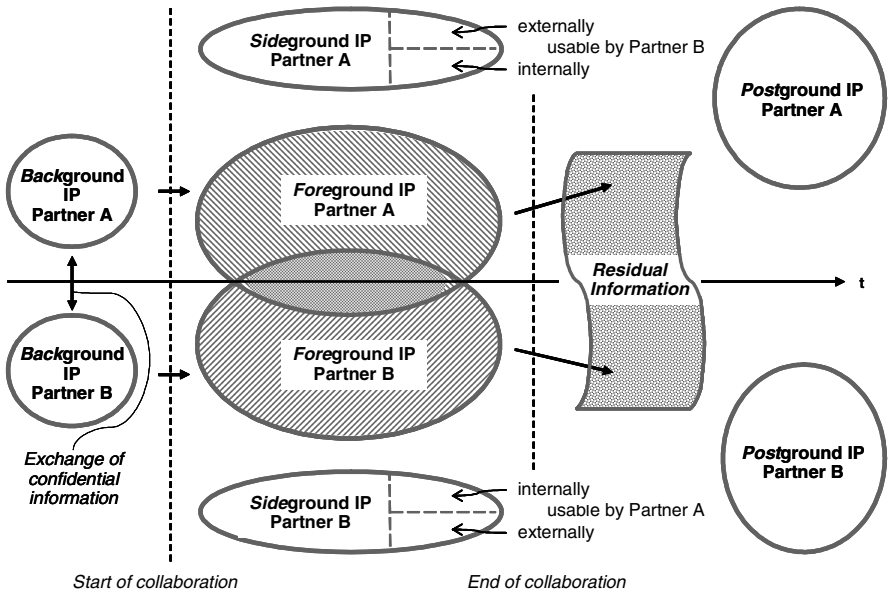 Sideground IP
Partner A
externally
usable by Partner B
internally
Postground IP
Partner A
Background
IP
Partner A
Foreground IP
Partner A
Residual
Information
t
Background
IP
Partner B
Foreground IP
Partner B
Exchange of
confidential
information
Sideground IP
Partner B
internally
usable by Partner A
externally
Postground IP
Partner B
Start of collaboration
End of collaboration